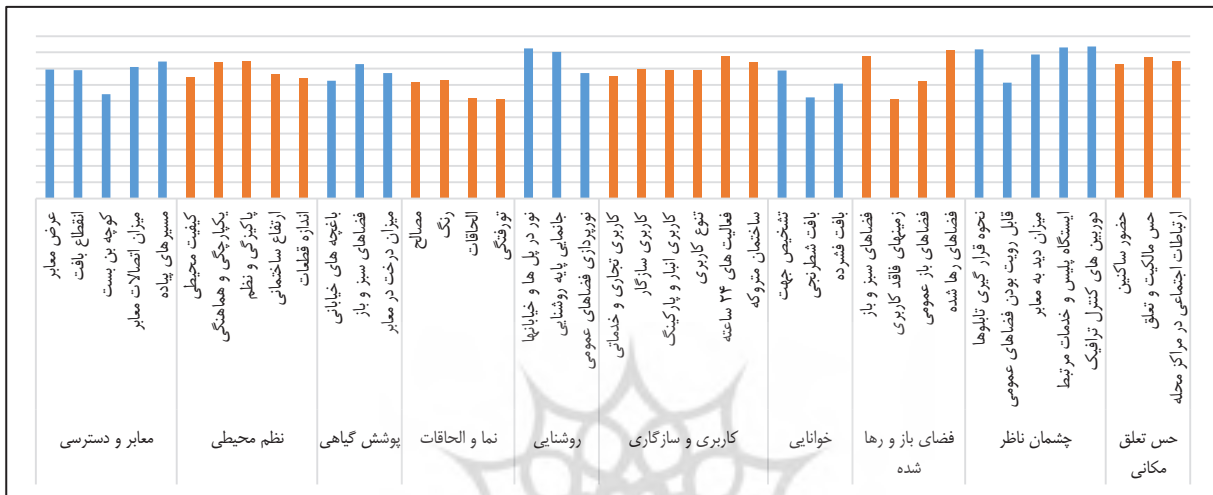 عرض معابر
انقطاع بافت
کوچه بن بست
میزان اتصالات معابر
مسیرهای پیاده
کیفیت محیطی
یکپارچگی و هماهنگی
پاکیزگی و نظم
ارتفاع ساختمانی
اندازه قطعات
باغچه های خیابانی
فضاهای سبز و باز
میزان درخت در معابر
مصالح
رنگ
الحاقات
تورفتگی
نور در پل ها و خیابانها
جانمایی پایه روشنایی
نورپردازی فضاهای عمومی
کاربری تجاری و خدماتی
کاربری سازگار
کاربری انبار و پارکینگ
تنوع کاربری
فعالیت های ۲۴ ساعته
ساختمان متروکه
تشخیص جهت
بافت شطرنجی
بافت فشرده
فضاهای سبز و باز
زمینهای فاقد کاربری
فضاهای باز عمومی
فضاهای رها شده
نحوه قرار گیری تابلوها
قابل رویت بودن فضاهای عمومی
میزان دید به معابر
ایستگاه پلیس و خدمات مرتبط
دوربین های کنترل ترافیک
حضور ساکنین
حس مالکیت و تعلق
ارتباطات اجتماعی در مراکز محله
معابر و دسترسی
نظم محیطی
پوشش گیاهی
نما و الحاقات
روشنایی
کاربری و سازگاری
خوانایی
فضای باز و رها
شده
چشمان ناظر
حس تعلق
مکانی